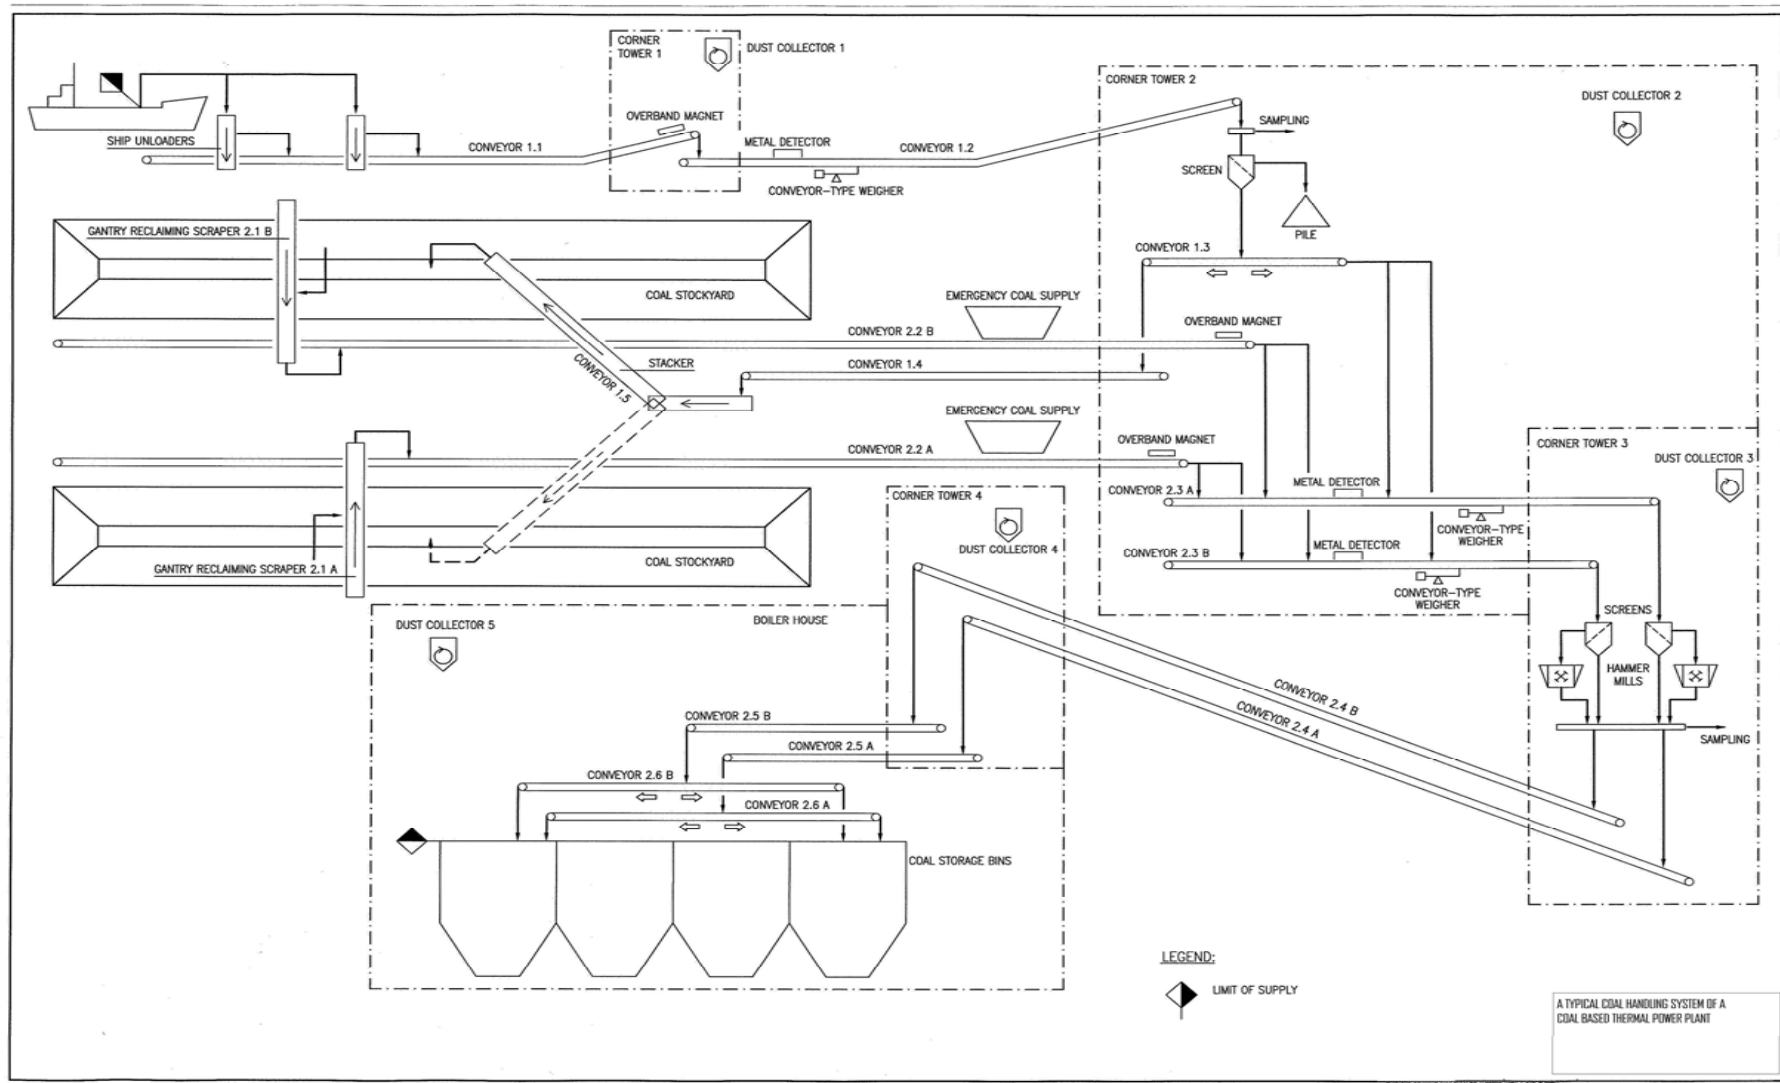 CORNER
TOWER 1
DUST COLLECTOR 1
CORNER TOWER 2
DUST COLLECTOR 2
OVERBAND MAGNET
SAMPLING
SHIP UNLOADERS
CONVEYOR 1.1
METAL DETECTOR
CONVEYOR 1.2
CONVEYOR-TYPE WEIGHER
SCREEN
PILE
GANTRY RECLAIMING SCRAPER 2.1 B
CONVEYOR 1.3
COAL STOCKYARD
EMERGENCY COAL SUPPLY
OVERBAND MAGNET
CONVEYOR 2.2 B
STACKER
CONVEYOR 1.4
CONVEYOR 1.5
EMERGENCY COAL SUPPLY
OVERBAND MAGNET
CORNER TOWER 3
CONVEYOR 2.2 A
DUST COLLECTOR 3
METAL DETECTOR
CONVEYOR 2.3 A
CORNER TOWER 4
CONVEYOR-TYPE
WEIGHER
METAL DETECTOR
DUST COLLECTOR 4
CONVEYOR 2.3 B
COAL STOCKYARD
GANTRY RECLAIMING SCRAPER 2.1 A
CONVEYOR-TYPE
WEIGHER
SCREENS
DUST COLLECTOR 5
BOILER HOUSE
HAMMER
MILLS
CONVEYOR 2.4 B
CONVEYOR 2.4 A
CONVEYOR 2.5 B
SAMPLING
CONVEYOR 2.5 A
CONVEYOR 2.6 B
CONVEYOR 2.6 A
COAL STORAGE BINS
LEGEND:
LIMIT OF SUPPLY
A TYPICAL COAL HANDLING SYSTEM OF A
COAL BASED THERMAL POWER PLANT